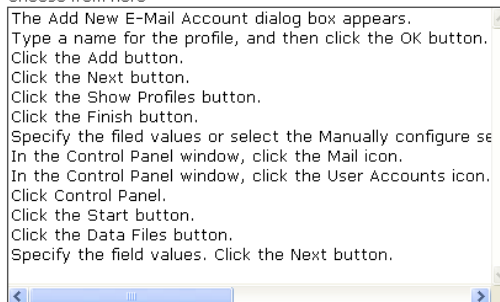 The Add New E-Mail Account dialog box appears.
Type a name for the profile, and then click the OK button.
Click the Add button.
Click the Next button.
Click the Show Profiles button.
Click the Finish button.
Specify the filed values or select the Manually configure se
In the Control Panel window, click the Mail icon.
In the Control Panel window, click the User Accounts icon.
Click Control Panel.
Click the Start button.
Click the Data Files button.
Specify the field values. Click the Next button.